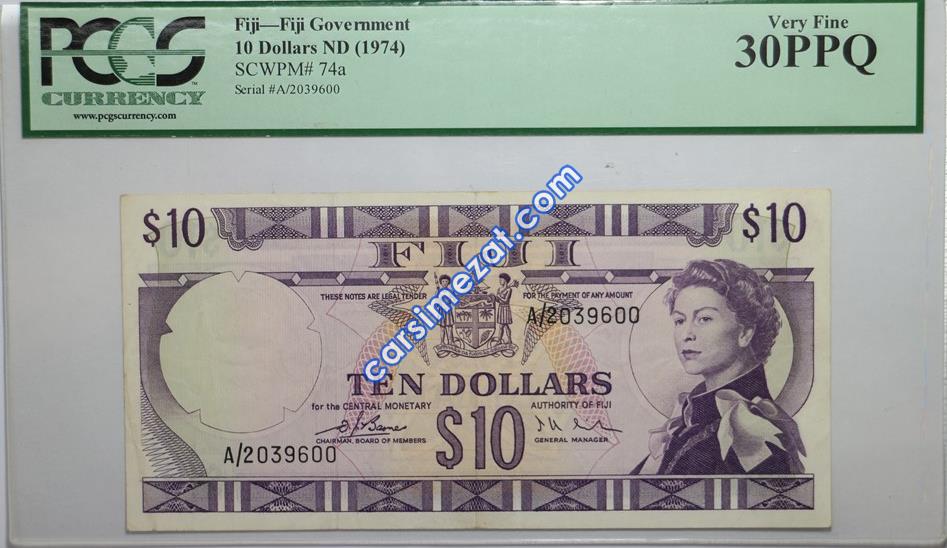 PCGS
CURRENCY
www.pcgscurrency.com
Fiji—Fiji Government
10 Dollars ND (1974)
SCWPM# 74a
Serial #A/2039600
Very Fine
30PPQ
$10
$10
FIJI
THESE NOTES ARE LEGAL TENDER FOR THE PAYMENT OF ANY AMOUNT
A/2039600
carsimezat.com
TEN DOLLARS
for the CENTRAL MONETARY AUTHORITY OF FIJI
$10
CHAIRMAN, BOARD OF MEMBERS
GENERAL MANAGER
A/2039600